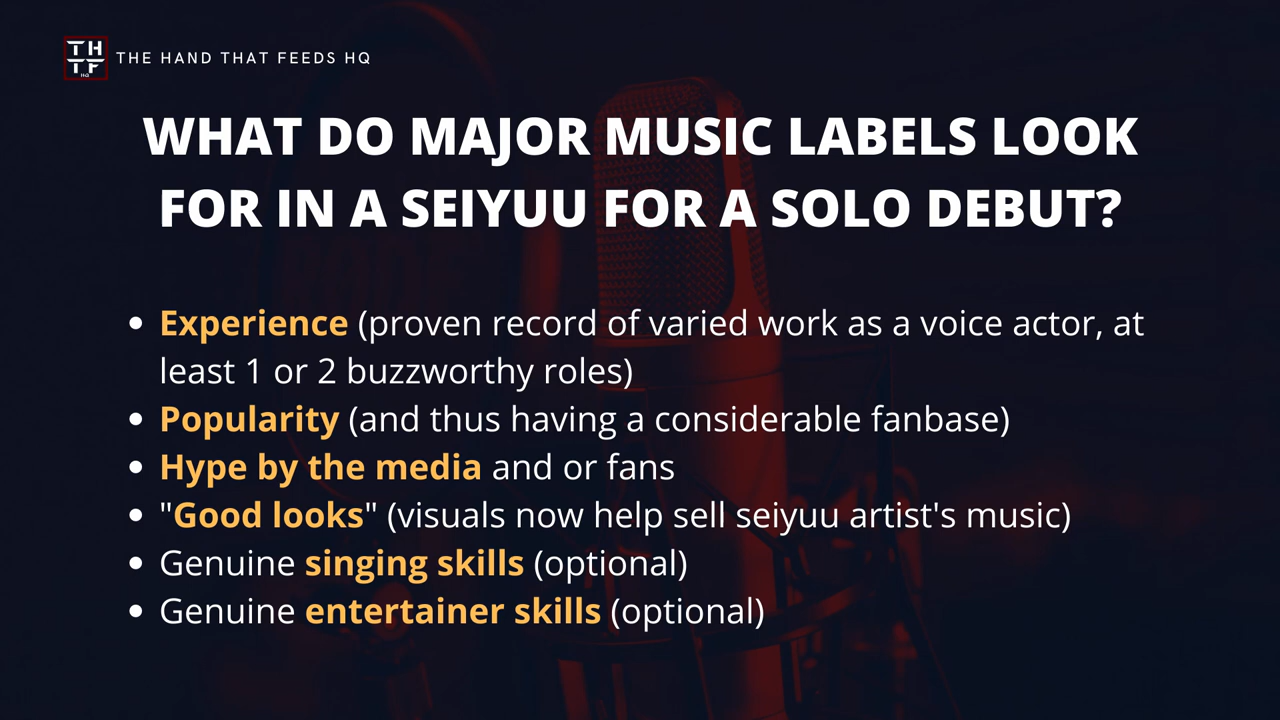 TH
TF
HQ
THE HAND THAT FEEDS HQ
WHAT DO MAJOR MUSIC LABELS LOOK
FOR IN A SEIYUU FOR A SOLO DEBUT?
• Experience (proven record of varied work as a voice actor, at
least 1 or 2 buzzworthy roles)
• Popularity (and thus having a considerable fanbase)
• Hype by the media and or fans
• "Good looks" (visuals now help sell seiyuu artist's music)
• Genuine singing skills (optional)
• Genuine entertainer skills (optional)